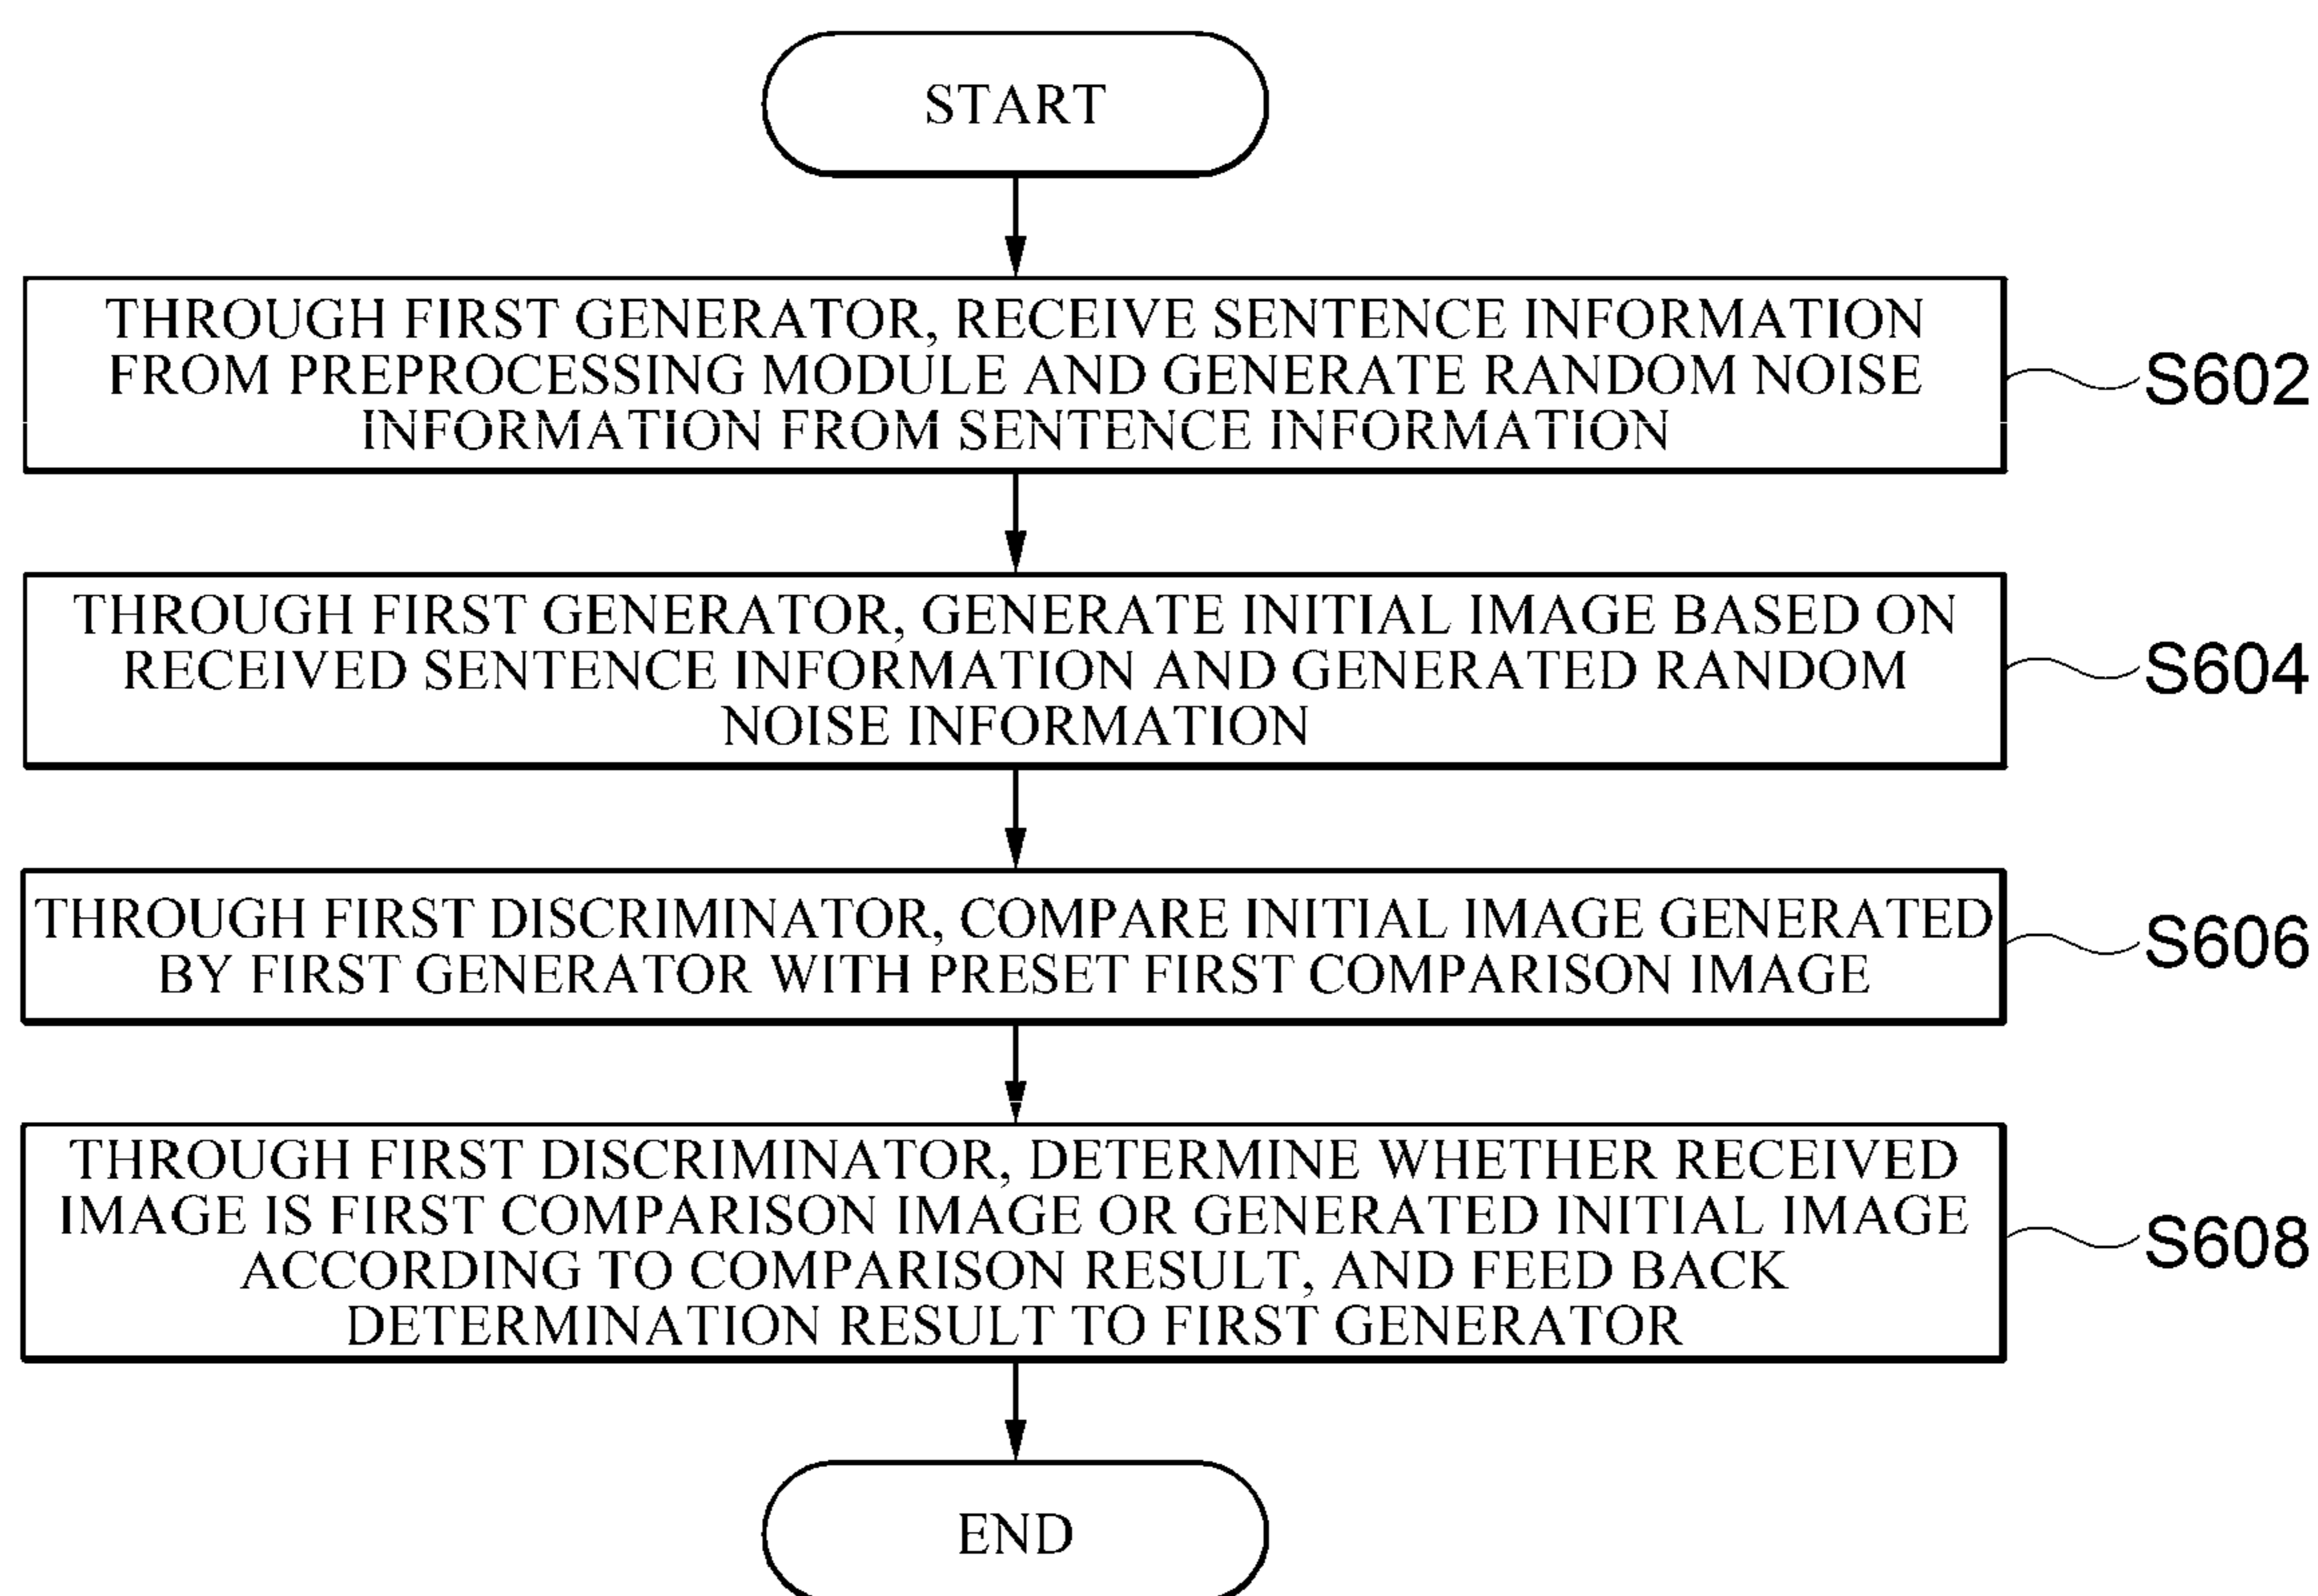 START
THROUGH FIRST GENERATOR, RECEIVE SENTENCE INFORMATION
FROM PREPROCESSING MODULE AND GENERATE RANDOM NOISE
INFORMATION FROM SENTENCE INFORMATION
S602
THROUGH FIRST GENERATOR, GENERATE INITIAL IMAGE BASED ON
RECEIVED SENTENCE INFORMATION AND GENERATED RANDOM
NOISE INFORMATION
S604
THROUGH FIRST DISCRIMINATOR, COMPARE INITIAL IMAGE GENERATED
BY FIRST GENERATOR WITH PRESET FIRST COMPARISON IMAGE
S606
THROUGH FIRST DISCRIMINATOR, DETERMINE WHETHER RECEIVED
IMAGE IS FIRST COMPARISON IMAGE OR GENERATED INITIAL IMAGE
ACCORDING TO COMPARISON RESULT, AND FEED BACK
DETERMINATION RESULT TO FIRST GENERATOR
S608
END